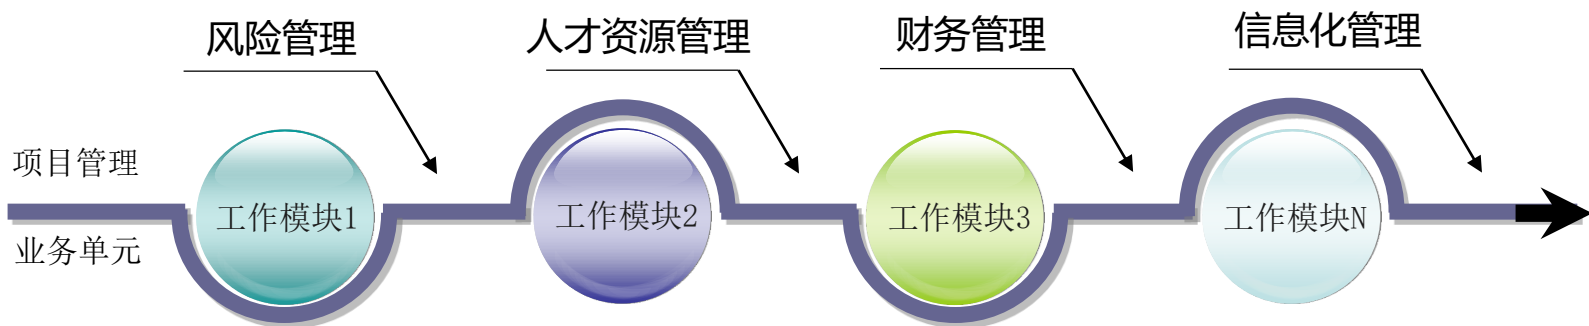 风险管理
人才资源管理
财务管理
信息化管理
项目管理
业务单元
工作模块1
工作模块2
工作模块3
工作模块N